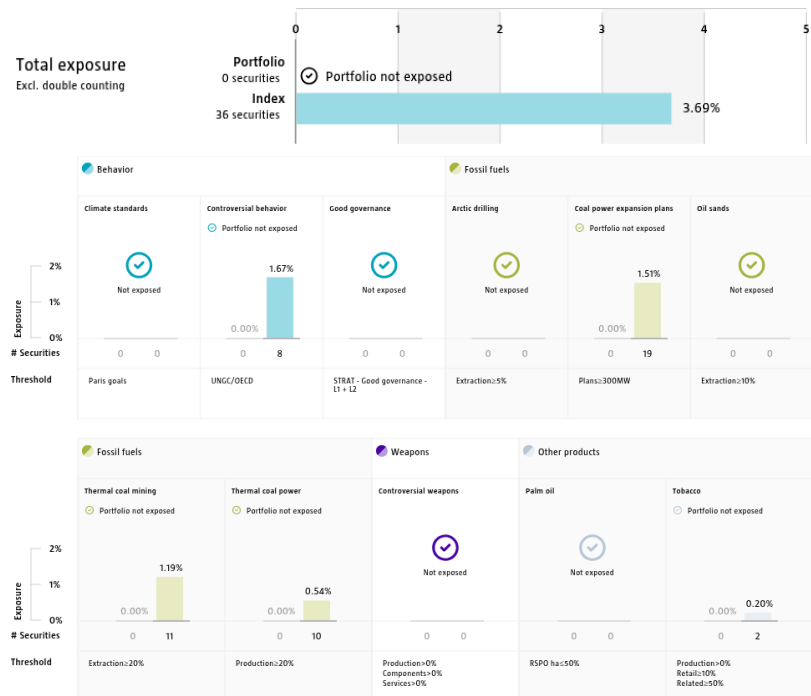 0 1 2 3 4 5
Total exposure
Excl. double counting
Portfolio
0 securities
Portfolio not exposed
Index
36 securities
3.69%
Behavior
Fossil fuels
Climate standards
Controversial behavior
Good governance
Arctic drilling
Coal power expansion plans
Oil sands
Portfolio not exposed
Portfolio not exposed
Exposure
2%
1%
0%
Not exposed
0.00%
1.67%
Not exposed
Not exposed
0.00%
1.51%
Not exposed
# Securities
0 0
0 8
0 0
0 0
0 19
0 0
Threshold
Paris goals
UNGC/OECD
STRAT - Good governance -
L1 + L2
Extraction≥5%
Plans≥300MW
Extraction≥10%
Fossil fuels
Weapons
Other products
Thermal coal mining
Thermal coal power
Controversial weapons
Palm oil
Tobacco
Portfolio not exposed
Portfolio not exposed
Portfolio not exposed
Exposure
2%
1%
0%
0.00%
1.19%
0.00%
0.54%
Not exposed
Not exposed
0.00%
0.20%
# Securities
0 11
0 10
0 0
0 0
0 2
Threshold
Extraction≥20%
Production≥20%
Production>0%
Components>0%
Services>0%
RSPO ha≤50%
Production>0%
Retail≥10%
Related≥50%